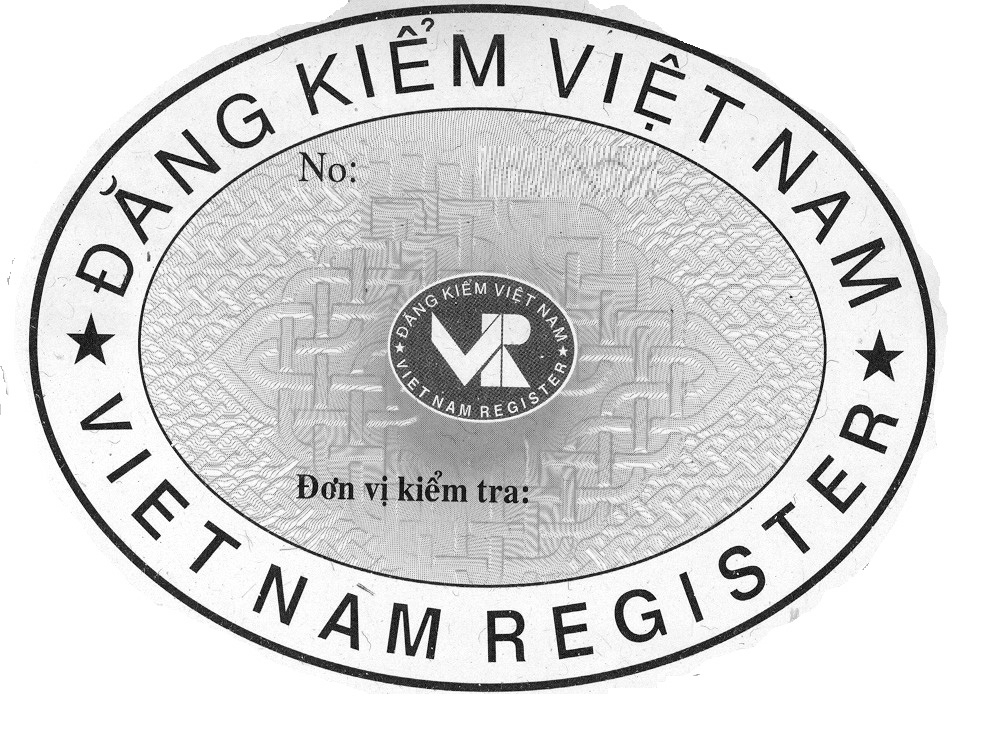 ĐĂNG KIỂM VIỆT NAM
No:
ĐĂNG KIỂM VIỆT NAM
VR
VIET NAM REGISTER
Đơn vị kiểm tra:
VIET NAM REGISTER